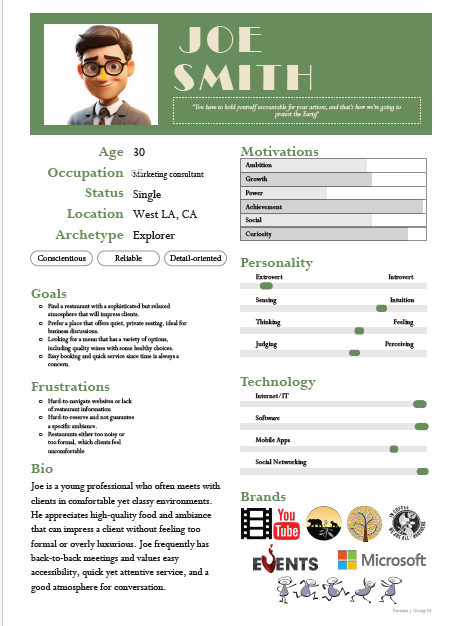 JOE
SMITH
"You have to hold yourself accountable for your actions, and that's how we're going to
protect the Eartg"
Age 30
Occupation Marketing consultant
Status Single
Location West LA, CA
Archetype Explorer
Conscientious Reliable Detail-oriented
Goals
Find a restaurant with a sophisticated but relaxed
atmosphere that will impress clients.
Prefer a place that offers quiet, private seating, ideal for
business discussions.
Looking for a menu that has a variety of options,
including quality wines with some healthy choices.
Easy booking and quick service since time is always a
concern.
Frustrations
Hard-to-navigate websites or lack
of restaurant information
Hard-to-reserve and not guarantee
a specific ambiance.
Restaurants either too noisy or
too formal, which clients feel
uncomfortable
Bio
Joe is a young professional who often meets with
clients in comfortable yet classy environments.
He appreciates high-quality food and ambiance
that can impress a client without feeling too
formal or overly luxurious. Joe frequently has
back-to-back meetings and values easy
accessibility, quick yet attentive service, and a
good atmosphere for conversation.
Motivations
Ambition
Growth
Power
Achievement
Social
Curiosity
Personality
Extrovert Introvert
Sensing Intuition
Thinking Feeling
Judging Perceiving
Technology
Internet/IT
Software
Mobile Apps
Social Networking
Brands
You
Tube
EVENTS
Microsoft
Persona | Group 03